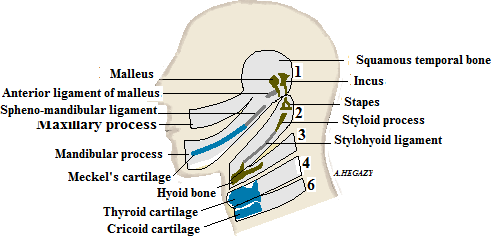 Squamous temporal bone
1
Malleus
Incus
Anterior ligament of malleus
Stapes
Spheno-mandibular ligament
2
Styloid process
Maxillary process
3
Stylohyoid ligament
Mandibular process
4
Meckel's cartilage
A.HEGAZY
6
Hyoid bone
Thyroid cartilage
Cricoid cartilage